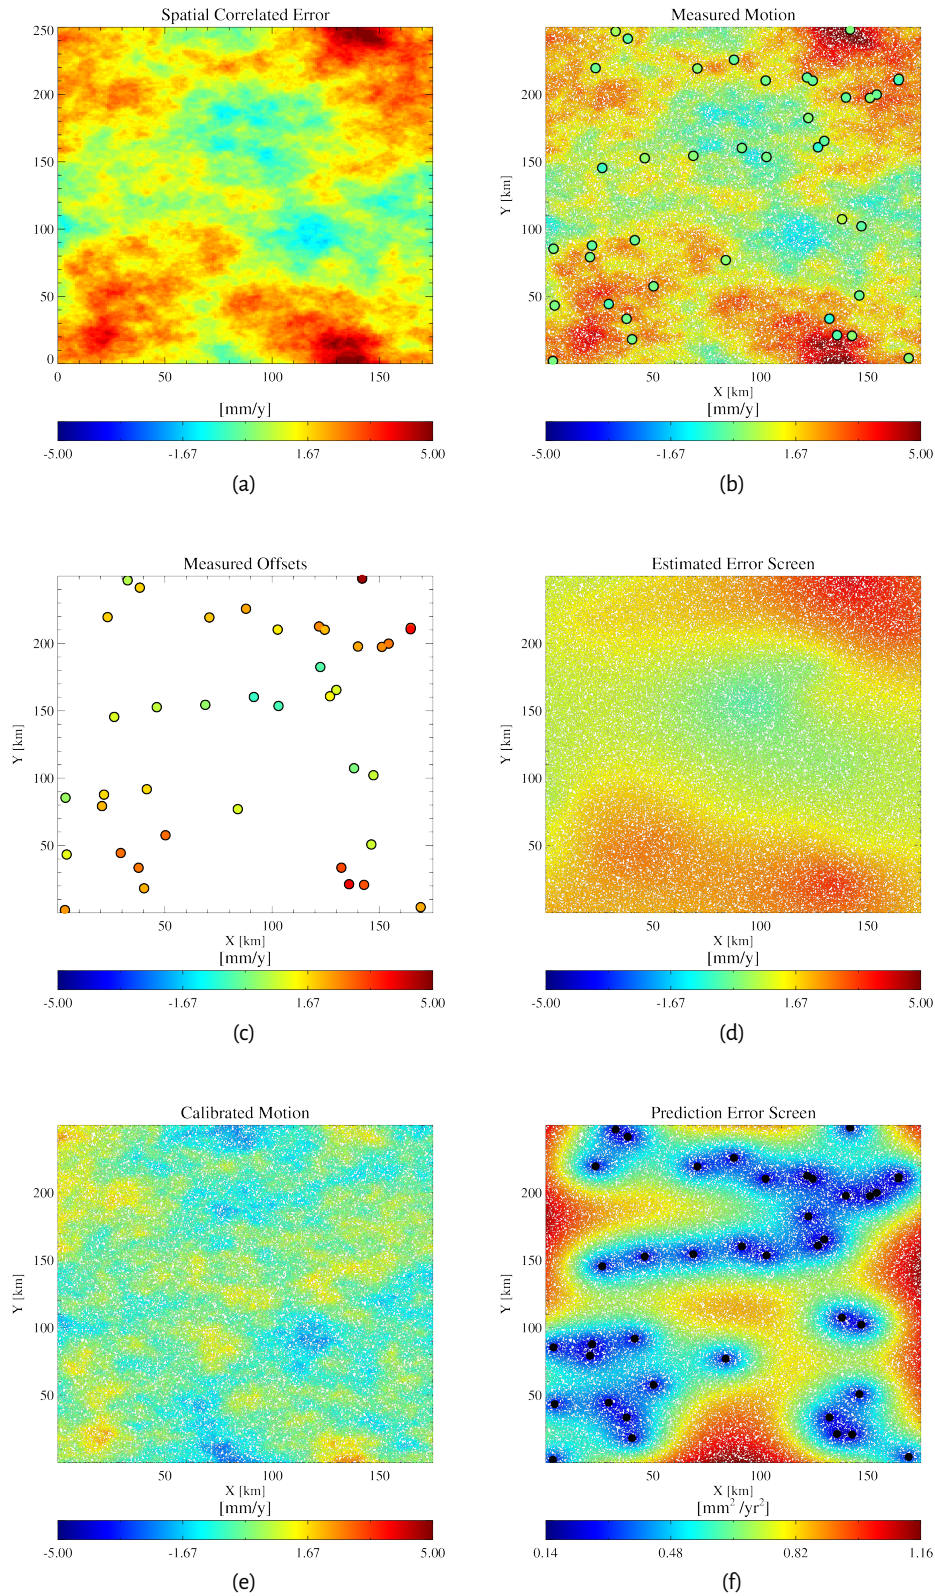 Spatial Correlated Error
250
200
150
100
50
0
0 50 100 150
[mm/y]
-5.00 -1.67 1.67 5.00
(a)
Measured Motion
Y [km]
200
150
100
50
50 100 150
X [km]
[mm/y]
-5.00 -1.67 1.67 5.00
(b)
Measured Offsets
Y [km]
200
150
100
50
50 100 150
X [km]
[mm/y]
-5.00 -1.67 1.67 5.00
(c)
Estimated Error Screen
Y [km]
200
150
100
50
50 100 150
X [km]
[mm/y]
-5.00 -1.67 1.67 5.00
(d)
Calibrated Motion
Y [km]
200
150
100
50
50 100 150
X [km]
[mm/y]
-5.00 -1.67 1.67 5.00
(e)
Prediction Error Screen
Y [km]
200
150
100
50
50 100 150
X [km]
[mm² /yr²]
0.14 0.48 0.82 1.16
(f)